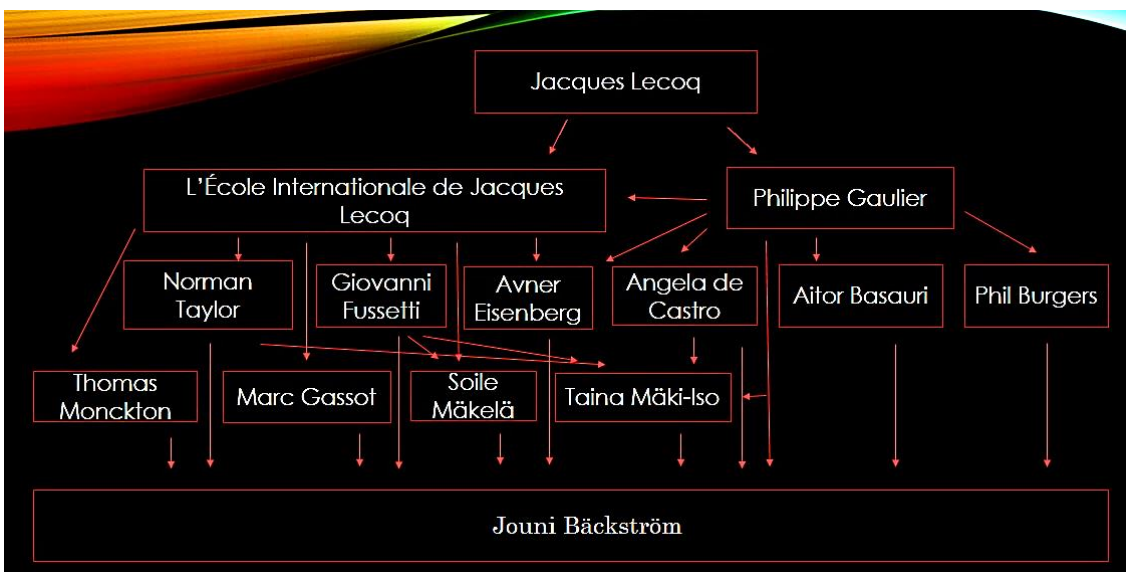 Jacques Lecoq
L'École Internationale de Jacques
Lecoq
Philippe Gaulier
Norman
Taylor
Giovanni
Fussetti
Avner
Eisenberg
Angela de
Castro
Aitor Basauri
Phil Burgers
Thomas
Monckton
Marc Gassot
Soile
Mäkelä
Taina Mäki-Iso
Jouni Bäckström